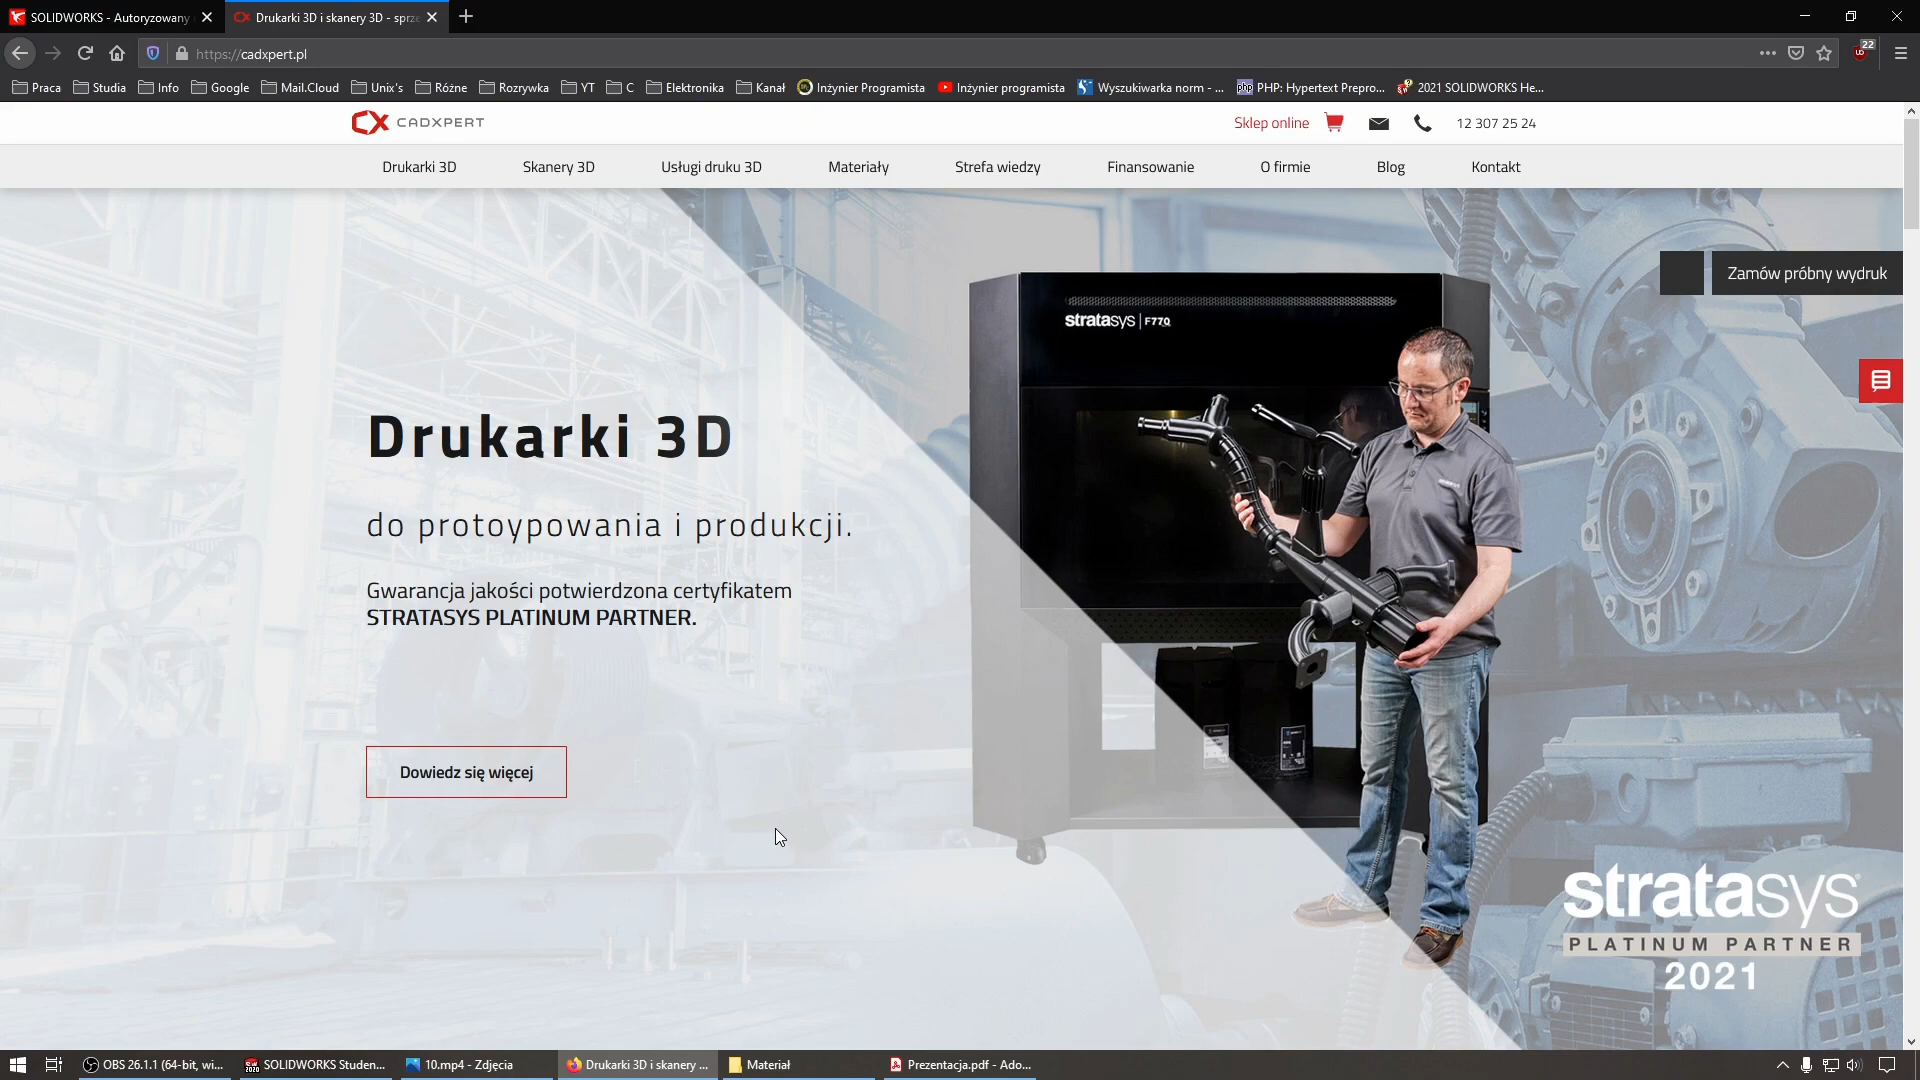 SOLIDWORKS - Autoryzowany
Drukarki 3D i skanery 3D - sprze
https://cadxpert.pl
22
Praca
Studia
Info
Google
Mail.Cloud
Unix's
Różne
Rozrywka
YT
C
Elektronika
Kanał
Inżynier Programista
Inżynier programista
Wyszukiwarka norm - ...
PHP: Hypertext Prepro...
2021 SOLIDWORKS He...
CADXPERT
Sklep online
12 307 25 24
Drukarki 3D
Skanery 3D
Usługi druku 3D
Materiały
Strefa wiedzy
Finansowanie
O firmie
Blog
Kontakt
Zamów próbny wydruk
stratasys | F770
Drukarki 3D
do protoypowania i produkcji.
Gwarancja jakości potwierdzona certyfikatem
STRATASYS PLATINUM PARTNER.
Dowiedz się więcej
stratasys
PLATINUM PARTNER
2021
OBS 26.1.1 (64-bit, wi...
SOLIDWORKS Studen...
10.mp4 - Zdjęcia
Drukarki 3D i skanery ...
Materiał
Prezentacja.pdf - Ado...